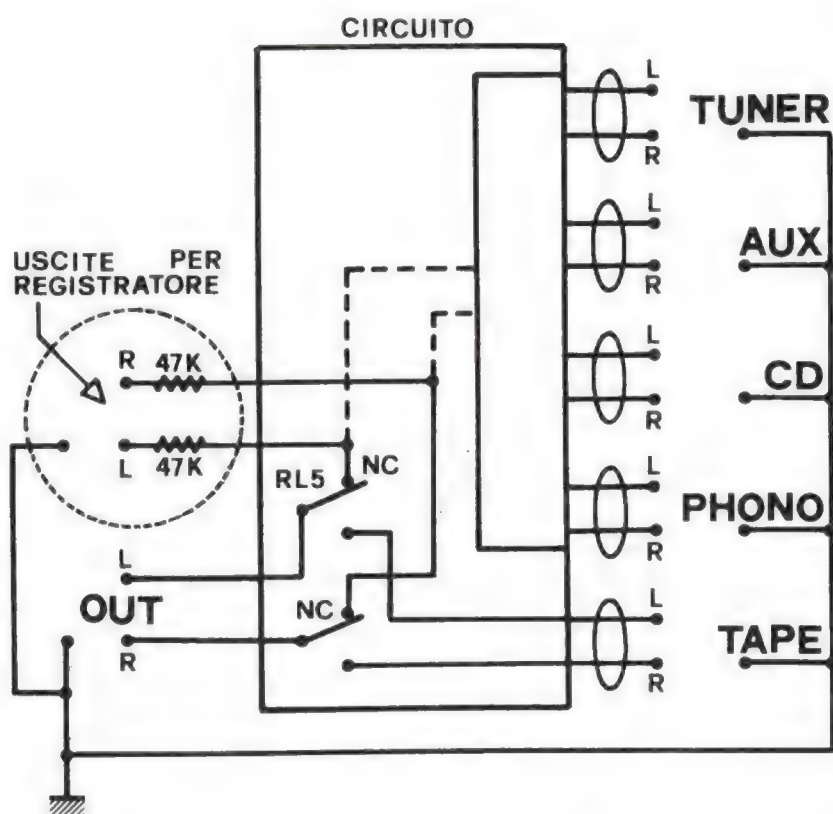 CIRCUITO
L
TUNER
R
L
AUX
R
USCITE PER
REGISTRATORE
L
CD
R
R 47K
L 47K
RL5 NC
L
PHONO
R
L
OUT
R
NC
L
TAPE
R